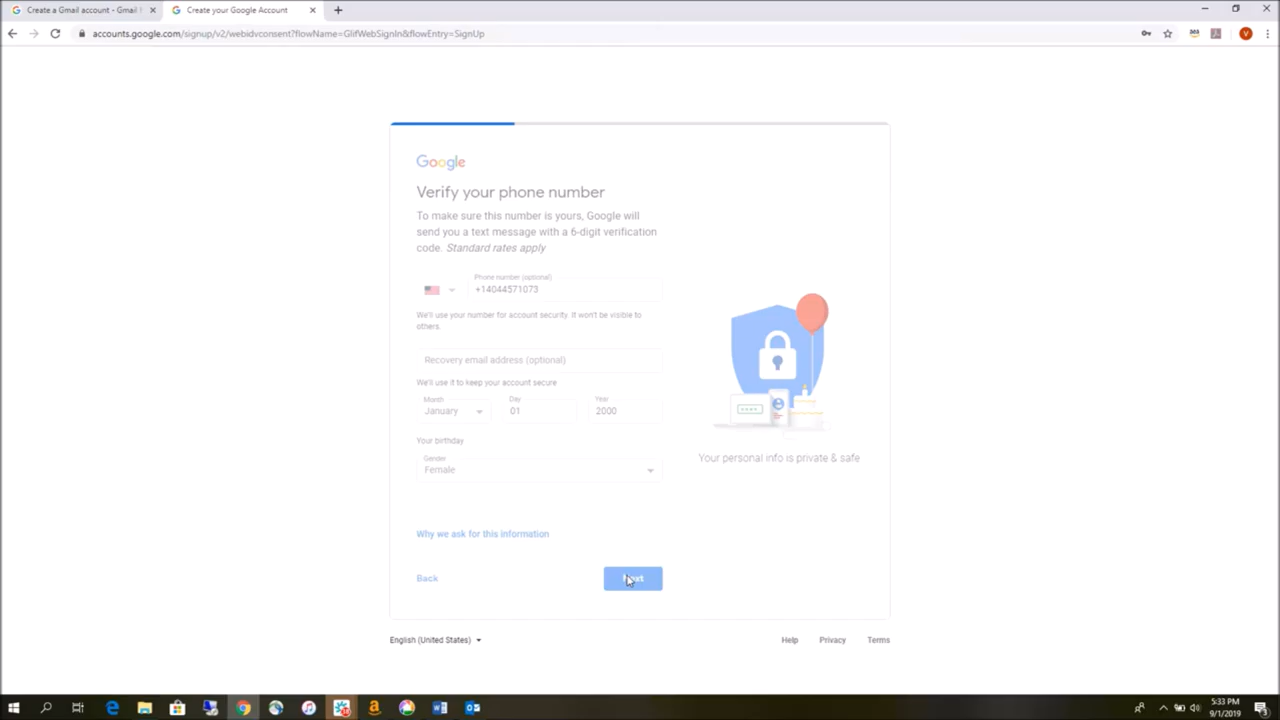 Create a Gmail account - Gmail
Create your Google Account
accounts.google.com/signup/v2/webidvconsent?flowName=GlifWebSignIn&flowEntry=SignUp
V
Google
Verify your phone number
To make sure this number is yours, Google will
send you a text message with a 6-digit verification
code. Standard rates apply
Phone number (optional)
+14044571073
We'll use your number for account security. It won't be visible to
others.
Recovery email address (optional)
We'll use it to keep your account secure
Month Day Year
January 01 2000
Your birthday
Gender
Female
Your personal info is private & safe
Why we ask for this information
Back Next
English (United States) Help Privacy Terms
5:33 PM
9/1/2019